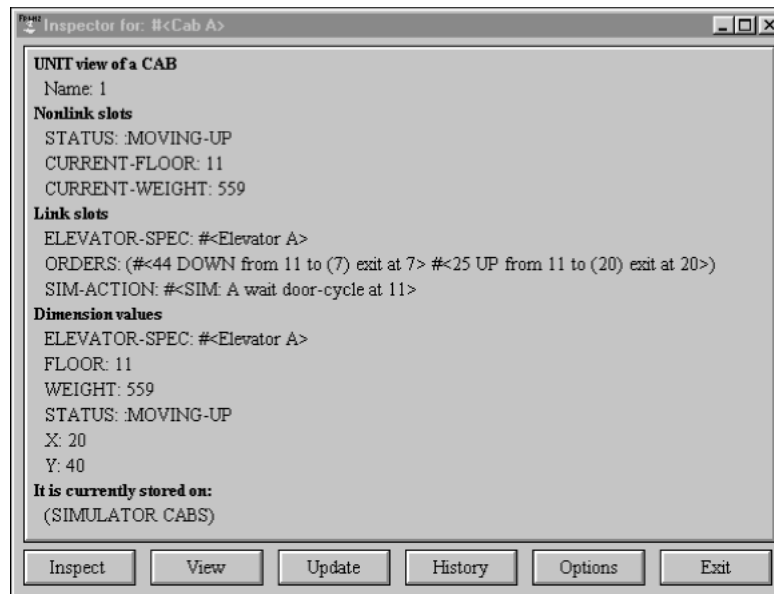 Franz
Inspector for: #<Cab A>
UNIT view of a CAB
Name: 1
Nonlink slots
STATUS: :MOVING-UP
CURRENT-FLOOR: 11
CURRENT-WEIGHT: 559
Link slots
ELEVATOR-SPEC: #<Elevator A>
ORDERS: (#<44 DOWN from 11 to (7) exit at 7> #<25 UP from 11 to (20) exit at 20>)
SIM-ACTION: #<SIM: A wait door-cycle at 11>
Dimension values
ELEVATOR-SPEC: #<Elevator A>
FLOOR: 11
WEIGHT: 559
STATUS: :MOVING-UP
X: 20
Y: 40
It is currently stored on:
(SIMULATOR CABS)
Inspect View Update History Options Exit